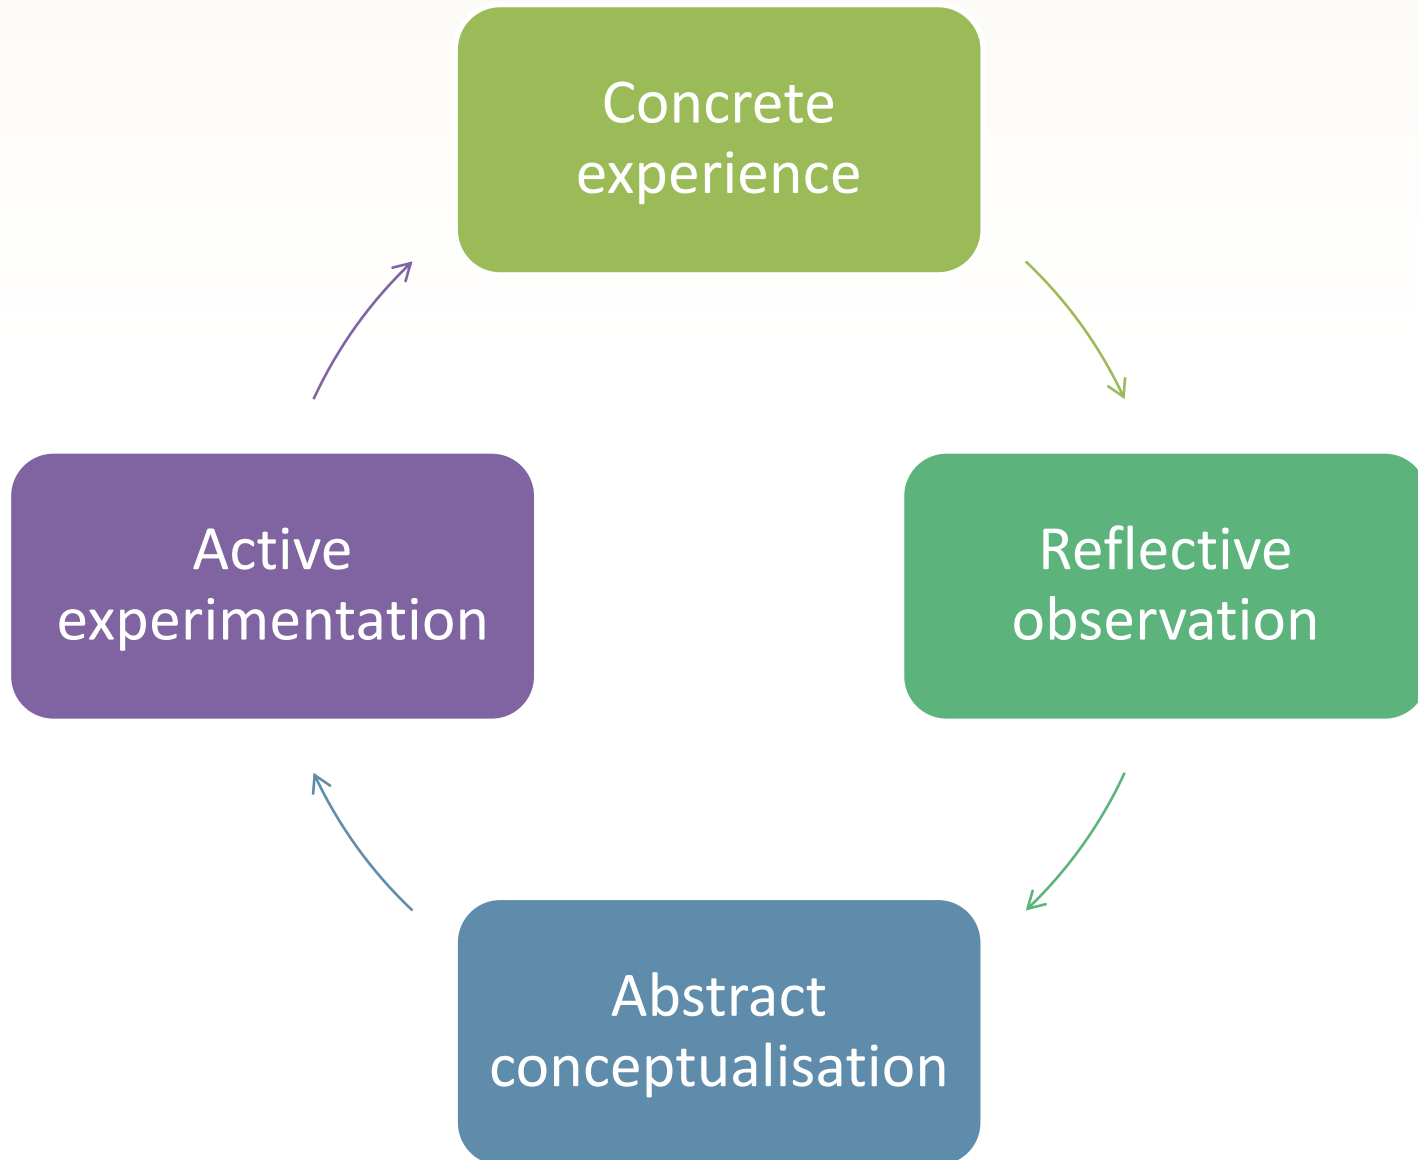 Concrete
experience
Reflective
observation
Abstract
conceptualisation
Active
experimentation